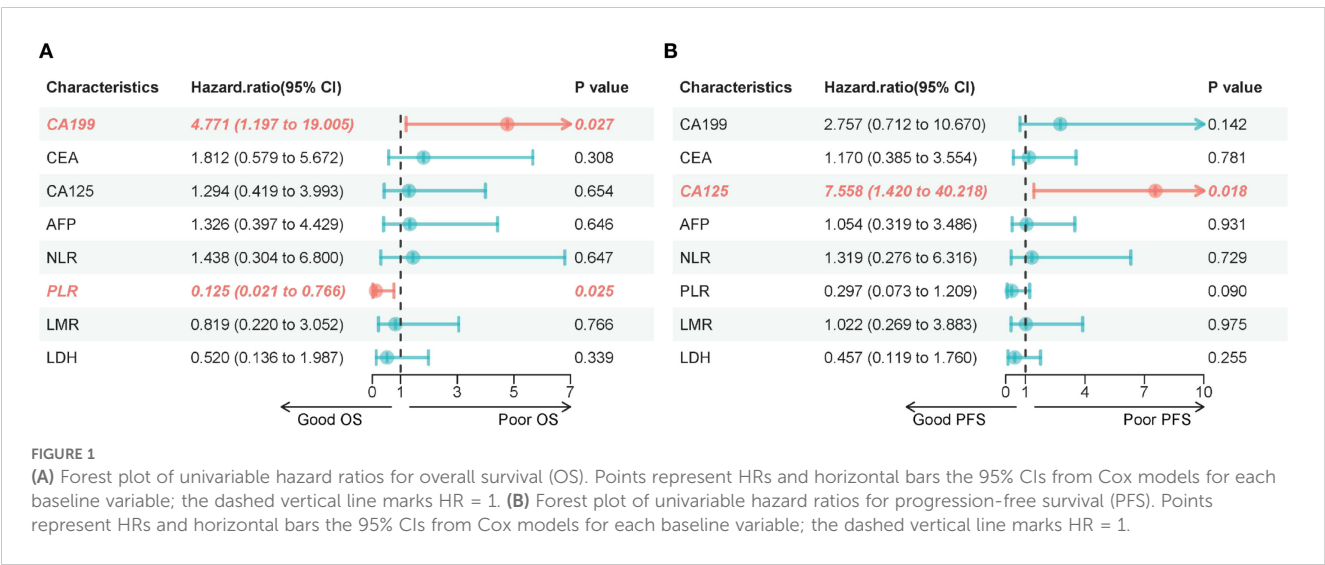 A
Characteristics Hazard.ratio(95% CI) P value
CA199 4.771 (1.197 to 19.005) 0.027
CEA 1.812 (0.579 to 5.672) 0.308
CA125 1.294 (0.419 to 3.993) 0.654
AFP 1.326 (0.397 to 4.429) 0.646
NLR 1.438 (0.304 to 6.800) 0.647
PLR 0.125 (0.021 to 0.766) 0.025
LMR 0.819 (0.220 to 3.052) 0.766
LDH 0.520 (0.136 to 1.987) 0.339
0 1 3 5 7
Good OS Poor OS
B
Characteristics Hazard.ratio(95% CI) P value
CA199 2.757 (0.712 to 10.670) 0.142
CEA 1.170 (0.385 to 3.554) 0.781
CA125 7.558 (1.420 to 40.218) 0.018
AFP 1.054 (0.319 to 3.486) 0.931
NLR 1.319 (0.276 to 6.316) 0.729
PLR 0.297 (0.073 to 1.209) 0.090
LMR 1.022 (0.269 to 3.883) 0.975
LDH 0.457 (0.119 to 1.760) 0.255
0 1 4 7 10
Good PFS Poor PFS
FIGURE 1
(A) Forest plot of univariable hazard ratios for overall survival (OS). Points represent HRs and horizontal bars the 95% CIs from Cox models for each
baseline variable; the dashed vertical line marks HR = 1. (B) Forest plot of univariable hazard ratios for progression-free survival (PFS). Points
represent HRs and horizontal bars the 95% CIs from Cox models for each baseline variable; the dashed vertical line marks HR = 1.